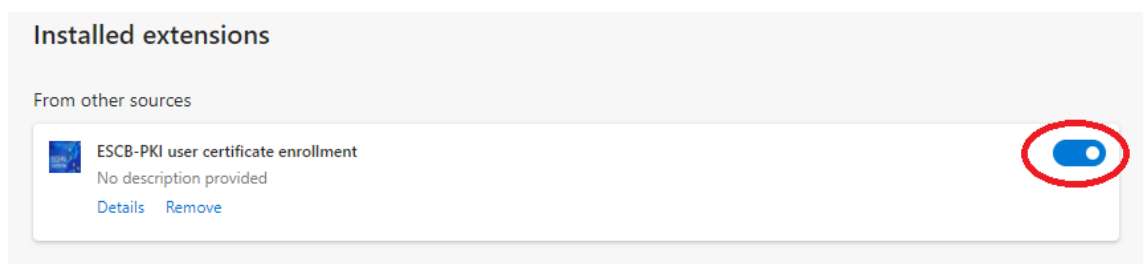 Installed extensions
From other sources
ESCB-PKI user certificate enrollment
No description provided
Details Remove